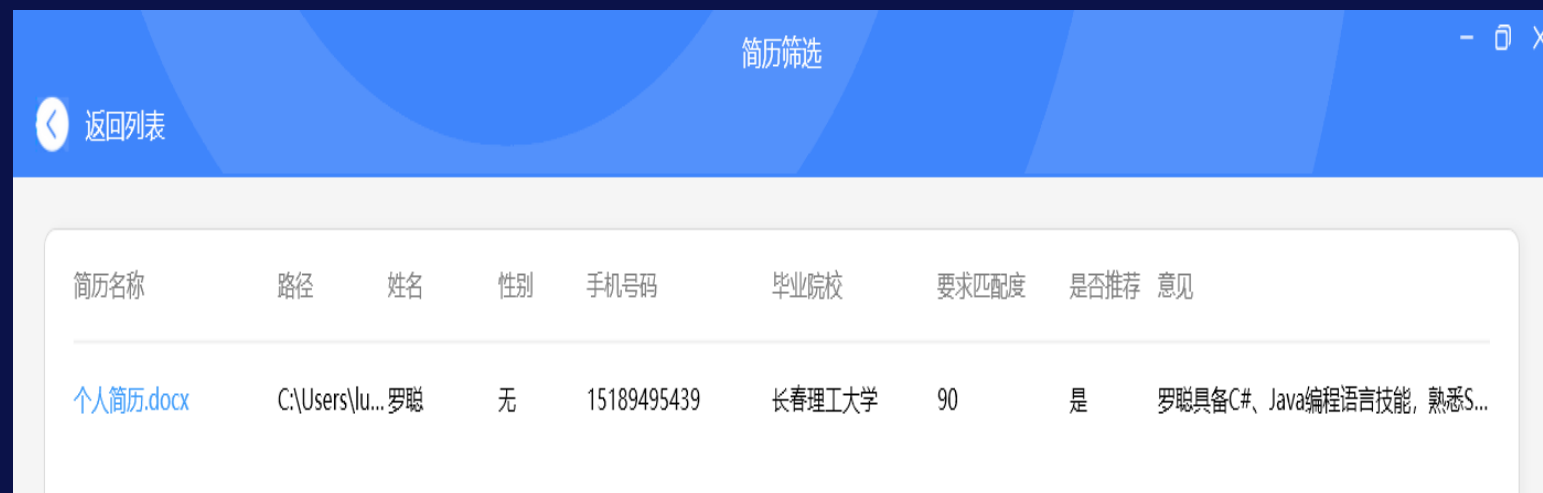 简历筛选
返回列表
简历名称 路径 姓名 性别 手机号码 毕业院校 要求匹配度 是否推荐 意见
个人简历.docx C:\Users\lu... 罗聪 无 15189495439 长春理工大学 90 是 罗聪具备C#、Java编程语言技能，熟悉S...